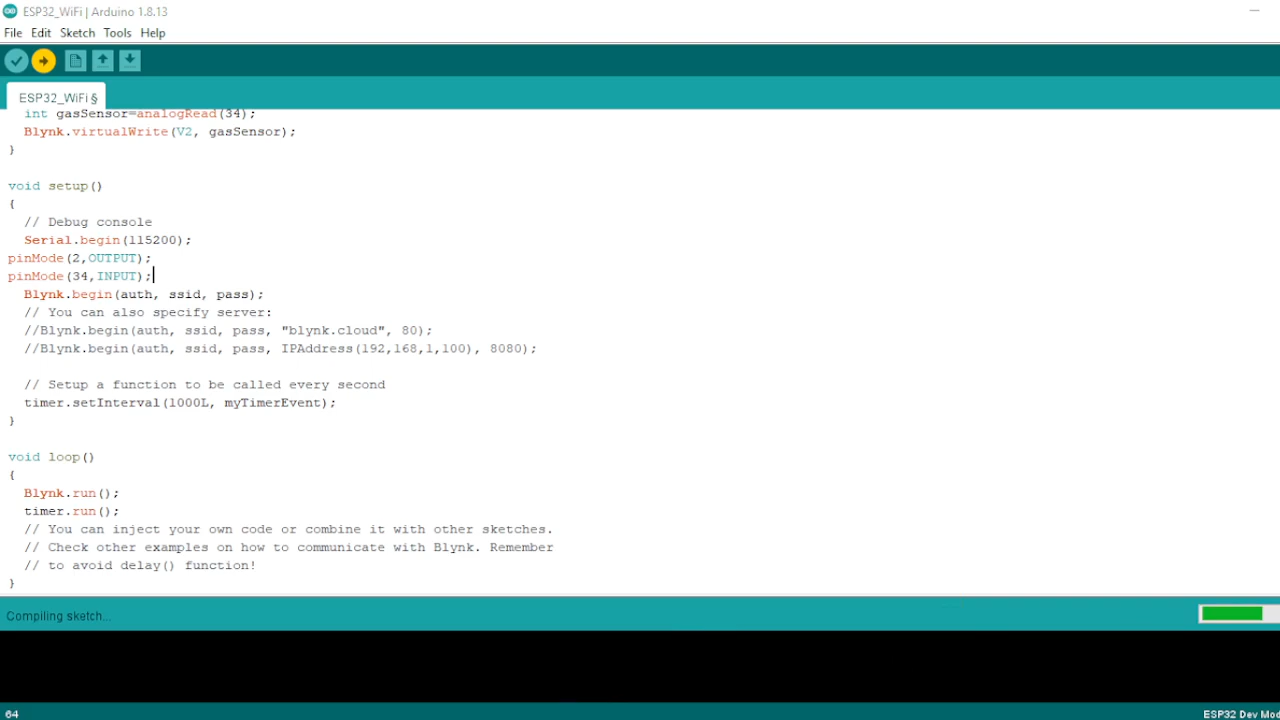 ESP32_WiFi | Arduino 1.8.13
File Edit Sketch Tools Help
ESP32_WiFi §
int gasSensor=analogRead(34);
Blynk.virtualWrite(V2, gasSensor);
}
void setup()
{
// Debug console
Serial.begin(115200);
pinMode(2,OUTPUT);
pinMode(34,INPUT);
Blynk.begin(auth, ssid, pass);
// You can also specify server:
//Blynk.begin(auth, ssid, pass, "blynk.cloud", 80);
//Blynk.begin(auth, ssid, pass, IPAddress(192,168,1,100), 8080);
// Setup a function to be called every second
timer.setInterval(1000L, myTimerEvent);
}
void loop()
{
Blynk.run();
timer.run();
// You can inject your own code or combine it with other sketches.
// Check other examples on how to communicate with Blynk. Remember
// to avoid delay() function!
}
Compiling sketch...
64 ESP32 Dev Mod